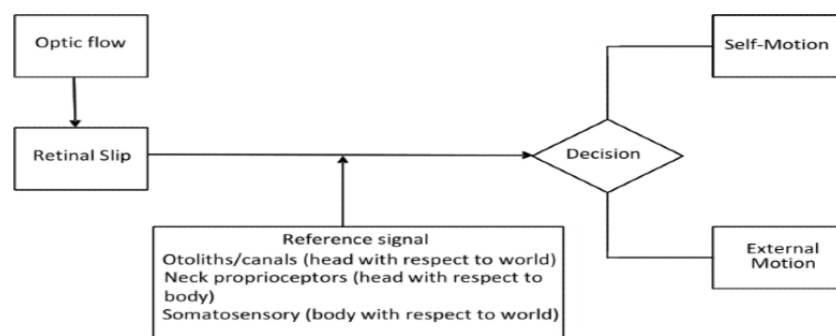 Optic flow
Self-Motion
Retinal Slip
Decision
Reference signal
Otoliths/canals (head with respect to world)
Neck proprioceptors (head with respect to
body)
Somatosensory (body with respect to world)
External
Motion